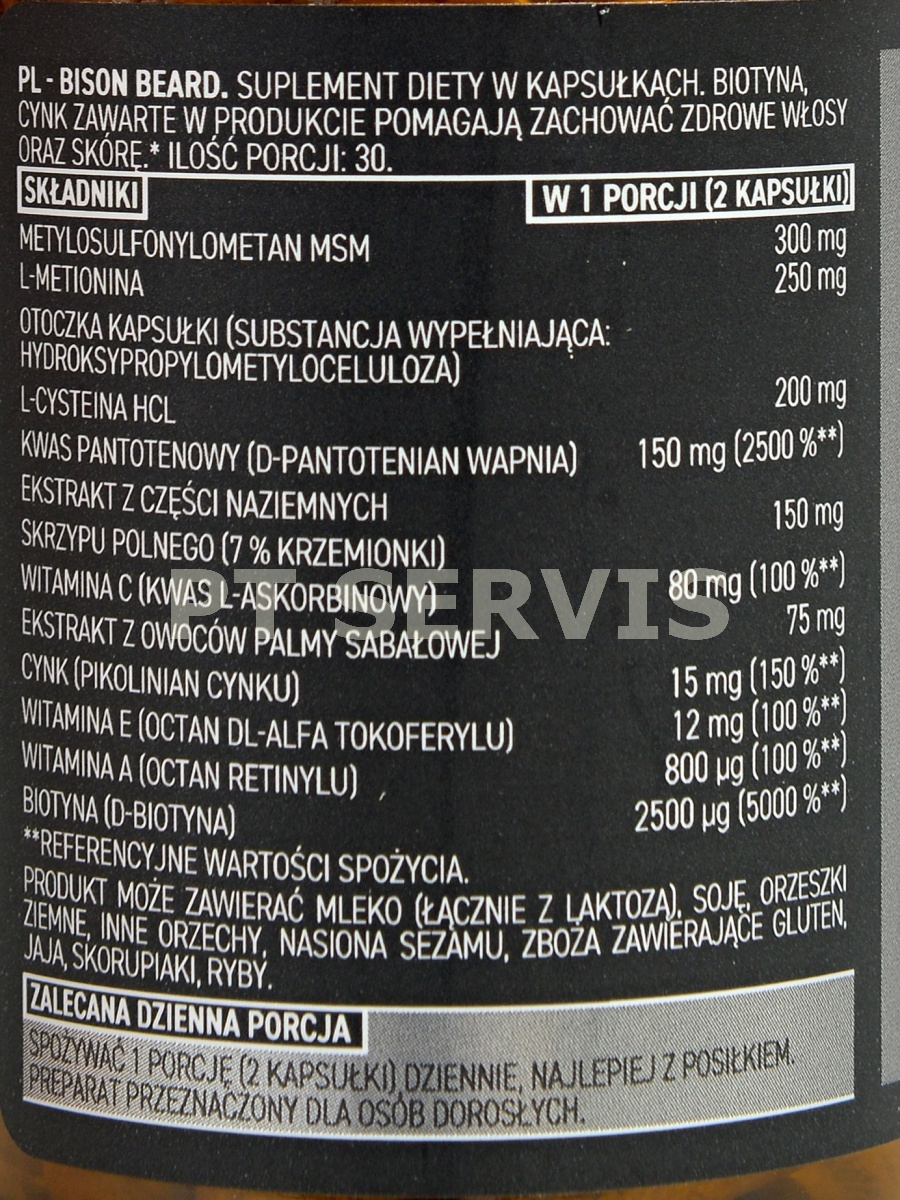 PL - BISON BEARD. SUPLEMENT DIETY W KAPSUŁKACH. BIOTYNA,
CYNK ZAWARTE W PRODUKCIE POMAGAJĄ ZACHOWAĆ ZDROWE WŁOSY
ORAZ SKÓRĘ.* ILOŚĆ PORCJI: 30.
SKŁADNIKI W 1 PORCJI (2 KAPSUŁKI)
METYLOSULFONYLOMETAN MSM 300 mg
L-METIONINA 250 mg
OTOCZKA KAPSUŁKI (SUBSTANCJA WYPEŁNIAJĄCA:
HYDROKSYPROPYLOMETYLOCELULOZA)
L-CYSTEINA HCL 200 mg
KWAS PANTOTENOWY (D-PANTOTENIAN WAPNIA) 150 mg (2500 %**)
EKSTRAKT Z CZĘŚCI NAZIEMNYCH
SKRZYPU POLNEGO (7 % KRZEMIONKI) 150 mg
WITAMINA C (KWAS L-ASKORBINOWY) 80 mg (100 %**)
EKSTRAKT Z OWOCÓW PALMY SABAŁOWEJ 75 mg
CYNK (PIKOLINIAN CYNKU) 15 mg (150 %**)
WITAMINA E (OCTAN DL-ALFA TOKOFERYLU) 12 mg (100 %**)
WITAMINA A (OCTAN RETINYLU) 800 µg (100 %**)
BIOTYNA (D-BIOTYNA) 2500 µg (5000 %**)
**REFERENCYJNE WARTOŚCI SPOŻYCIA.
PRODUKT MOŻE ZAWIERAĆ MLEKO (ŁĄCZNIE Z LAKTOZĄ), SOJĘ, ORZESZKI
ZIEMNE, INNE ORZECHY, NASIONA SEZAMU, ZBOŻA ZAWIERAJĄCE GLUTEN,
JAJA, SKORUPIAKI, RYBY.
ZALECANA DZIENNA PORCJA
SPOŻYWAĆ 1 PORCJĘ (2 KAPSUŁKI) DZIENNIE, NAJLEPIEJ Z POSIŁKIEM.
PREPARAT PRZEZNACZONY DLA OSÓB DOROSŁYCH.
PT SERVIS